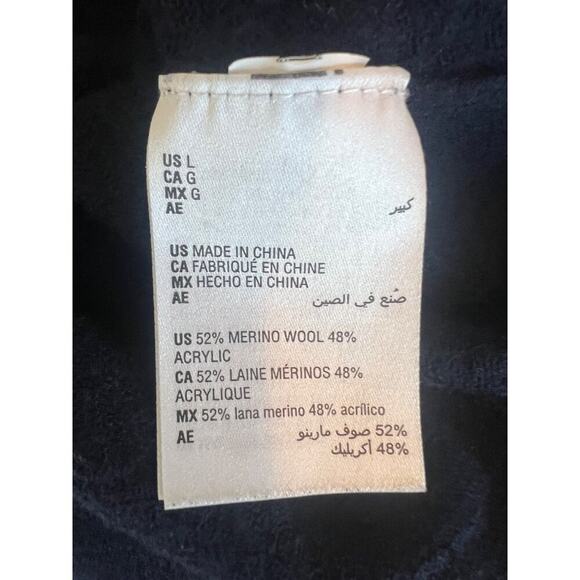 US L
CA G
MX G
AE كبير
US MADE IN CHINA
CA FABRIQUÉ EN CHINE
MX HECHO EN CHINA
AE صُنع في الصين
US 52% MERINO WOOL 48%
ACRYLIC
CA 52% LAINE MÉRINOS 48%
ACRYLIQUE
MX 52% lana merino 48% acrílico
AE 52% صوف مارينو
48% أكريليك